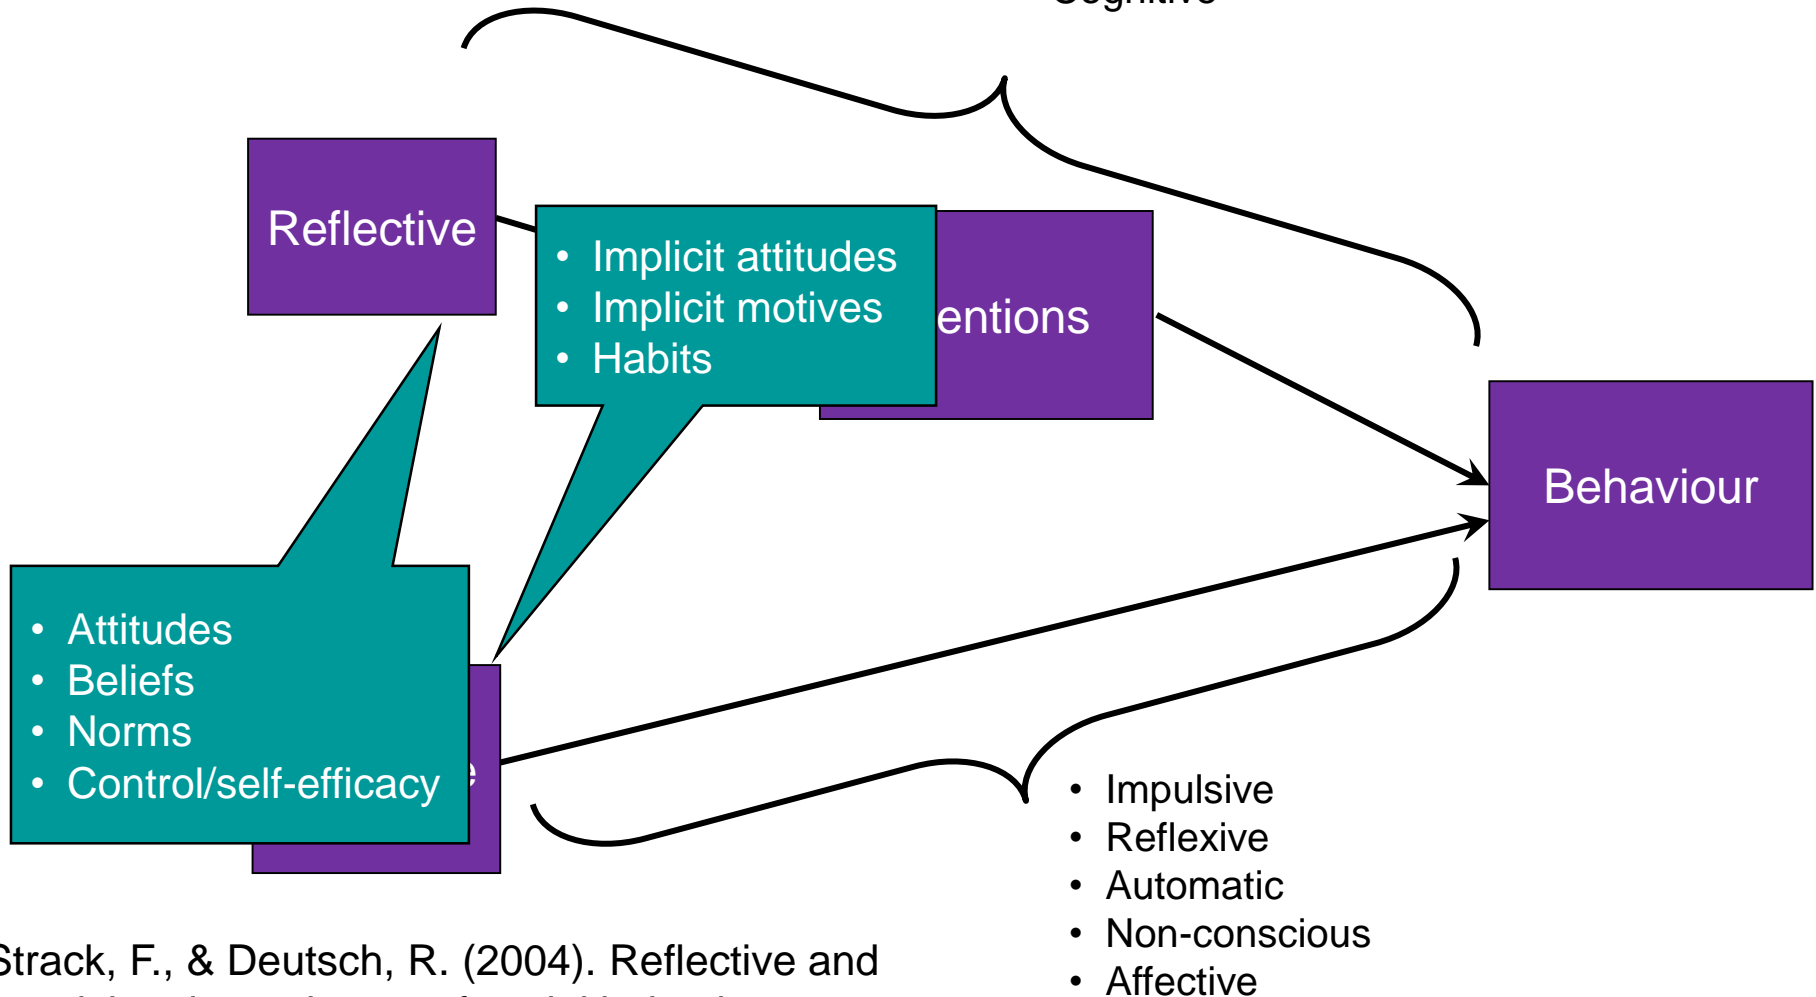 Cognitive
Reflective
• Implicit attitudes
• Implicit motives
• Habits
entions
Behaviour
• Attitudes
• Beliefs
• Norms
• Control/self-efficacy
e
• Impulsive
• Reflexive
• Automatic
• Non-conscious
• Affective
Strack, F., & Deutsch, R. (2004). Reflective and